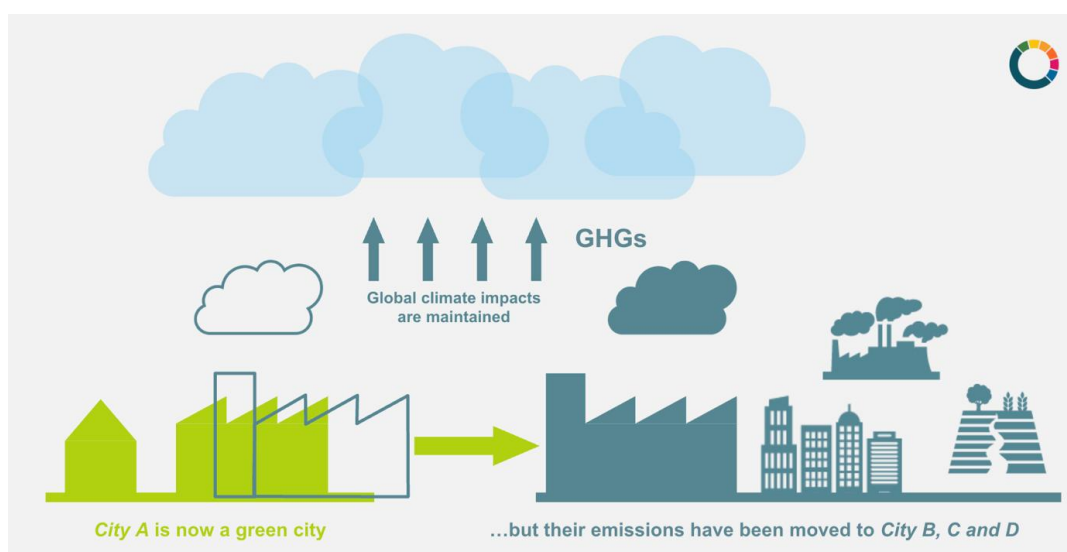 GHGs
Global climate impacts
are maintained
City A is now a green city
...but their emissions have been moved to City B, C and D